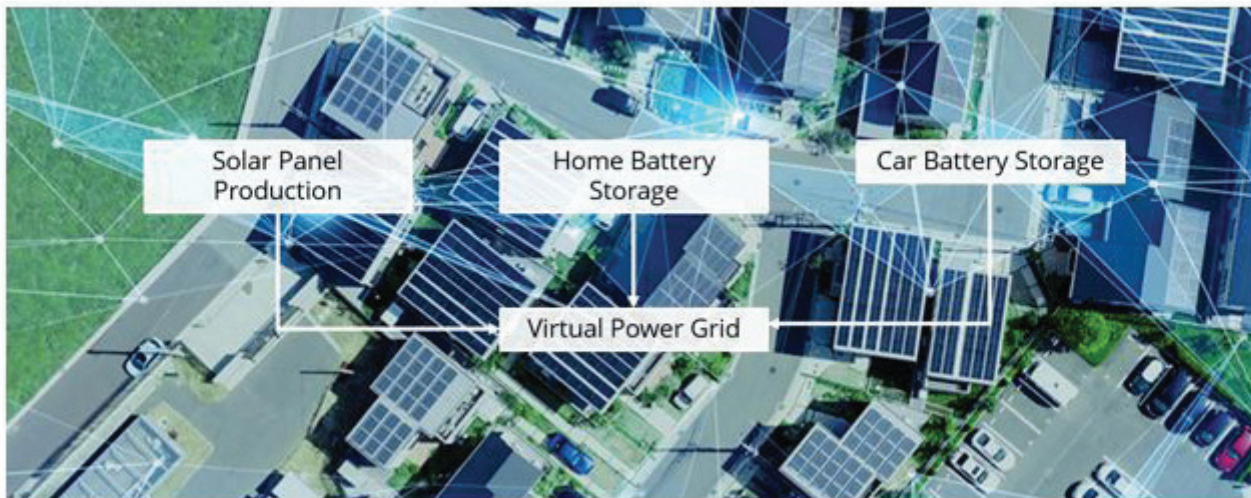 Solar Panel
Production
Home Battery
Storage
Car Battery Storage
Virtual Power Grid